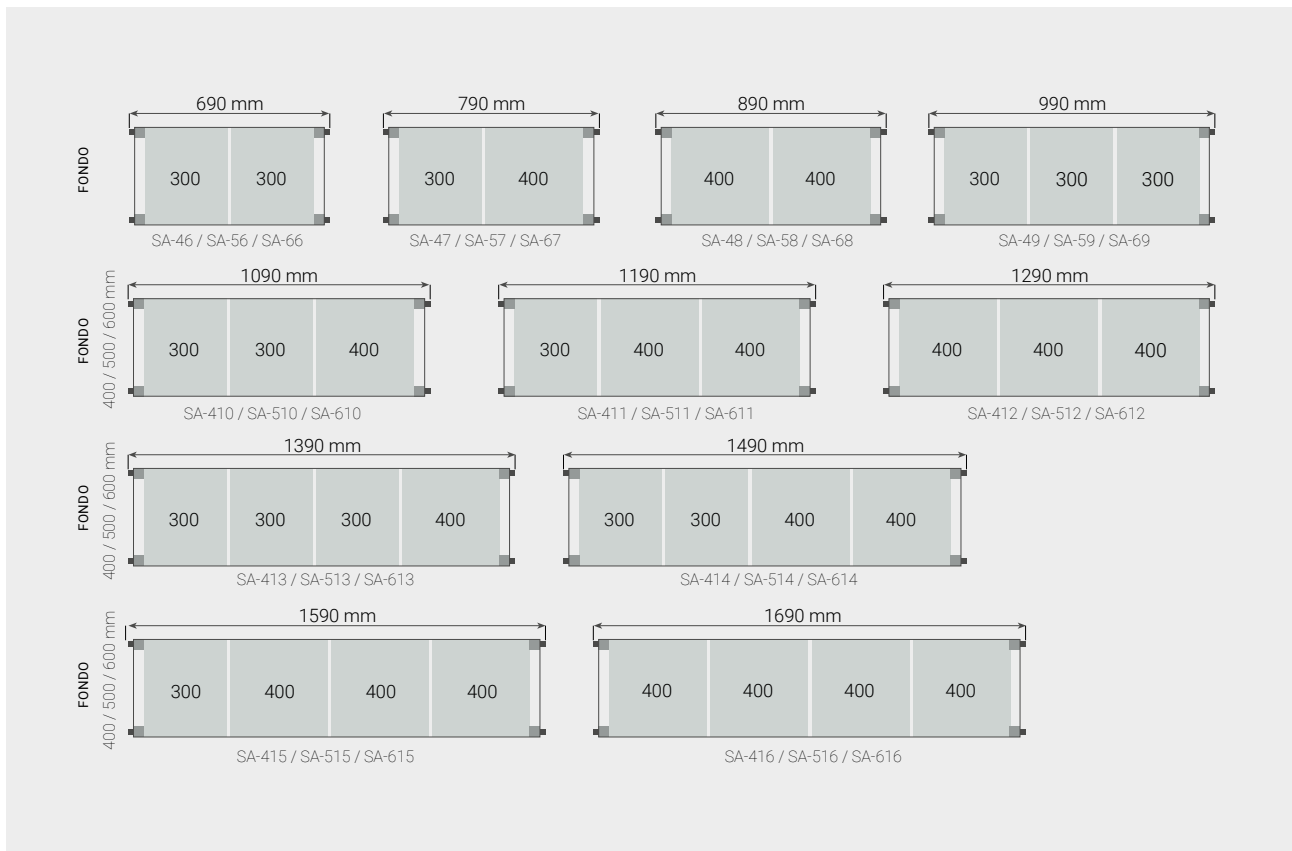 690 mm 790 mm 890 mm 990 mm
FONDO
300 300 300 400 400 400 300 300 300
SA-46 / SA-56 / SA-66 SA-47 / SA-57 / SA-67 SA-48 / SA-58 / SA-68 SA-49 / SA-59 / SA-69
1090 mm 1190 mm 1290 mm
FONDO
400 / 500 / 600 mm
300 300 400 300 400 400 400 400 400
SA-410 / SA-510 / SA-610 SA-411 / SA-511 / SA-611 SA-412 / SA-512 / SA-612
1390 mm 1490 mm
FONDO
400 / 500 / 600 mm
300 300 300 400 300 300 400 400
SA-413 / SA-513 / SA-613 SA-414 / SA-514 / SA-614
1590 mm 1690 mm
FONDO
400 / 500 / 600 mm
300 400 400 400 400 400 400 400
SA-415 / SA-515 / SA-615 SA-416 / SA-516 / SA-616